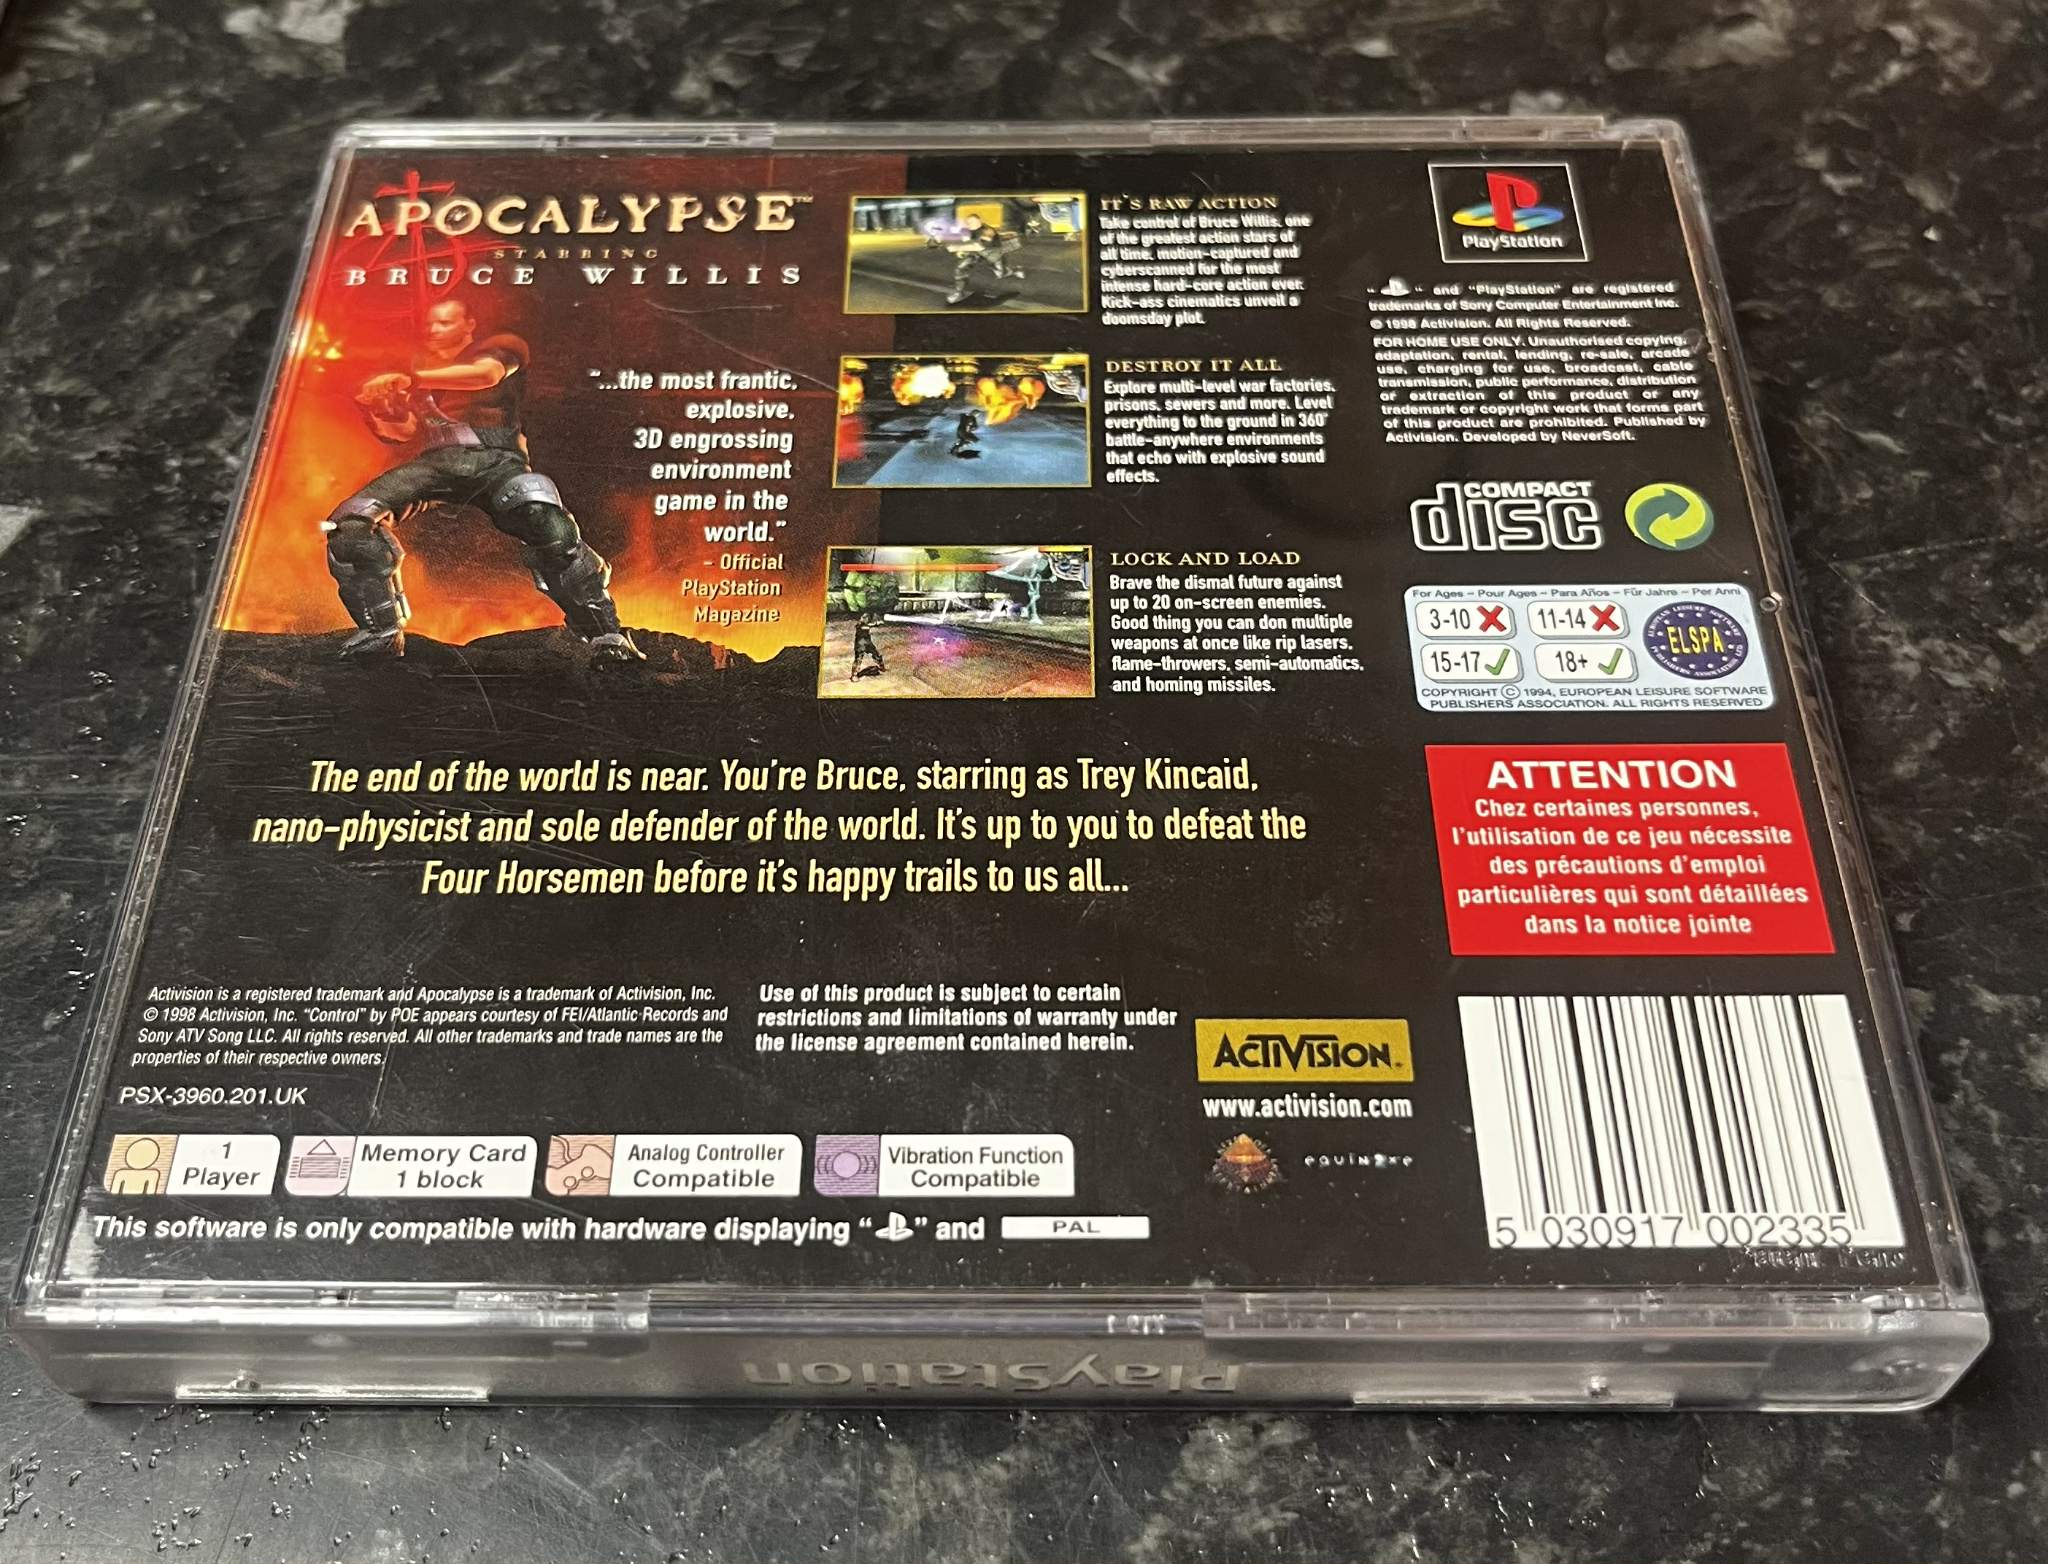 APOCALYPSE™
STARRING
BRUCE WILLIS
"...the most frantic,
explosive,
3D engrossing
environment
game in the
world."
- Official
PlayStation
Magazine
IT'S RAW ACTION
Take control of Bruce Willis, one
of the greatest action stars of
all time, motion-captured and
cyberscanned for the most
intense hard-core action ever.
Kick-ass cinematics unveil a
doomsday plot.
DESTROY IT ALL
Explore multi-level war factories,
prisons, sewers and more. Level
everything to the ground in 360°
battle-anywhere environments
that echo with explosive sound
effects.
LOCK AND LOAD
Brave the dismal future against
up to 20 on-screen enemies.
Good thing you can don multiple
weapons at once like rip lasers,
flame-throwers, semi-automatics,
and homing missiles.
PlayStation
" " and "PlayStation" are registered
trademarks of Sony Computer Entertainment Inc.
© 1998 Activision. All Rights Reserved.
FOR HOME USE ONLY. Unauthorised copying,
adaptation, rental, lending, re-sale, arcade
use, charging for use, broadcast, cable
transmission, public performance, distribution
or extraction of this product or any
trademark or copyright work that forms part
of this product are prohibited. Published by
Activision. Developed by NeverSoft.
COMPACT
disc
For Ages - Pour Ages - Para Años - Für Jahre - Per Anni
3-10 11-14
15-17 18+
ELSPA
COPYRIGHT © 1994, EUROPEAN LEISURE SOFTWARE
PUBLISHERS ASSOCIATION. ALL RIGHTS RESERVED
The end of the world is near. You're Bruce, starring as Trey Kincaid,
nano-physicist and sole defender of the world. It's up to you to defeat the
Four Horsemen before it's happy trails to us all...
ATTENTION
Chez certaines personnes,
l'utilisation de ce jeu nécessite
des précautions d'emploi
particulières qui sont détaillées
dans la notice jointe
Activision is a registered trademark and Apocalypse is a trademark of Activision, Inc.
© 1998 Activision, Inc. "Control" by POE appears courtesy of FEI/Atlantic Records and
Sony ATV Song LLC. All rights reserved. All other trademarks and trade names are the
properties of their respective owners.
PSX-3960.201.UK
Use of this product is subject to certain
restrictions and limitations of warranty under
the license agreement contained herein.
ACTIVISION.
www.activision.com
equinoxe
1
Player
Memory Card
1 block
Analog Controller
Compatible
Vibration Function
Compatible
This software is only compatible with hardware displaying " " and PAL
5 030917 002335
PlayStation